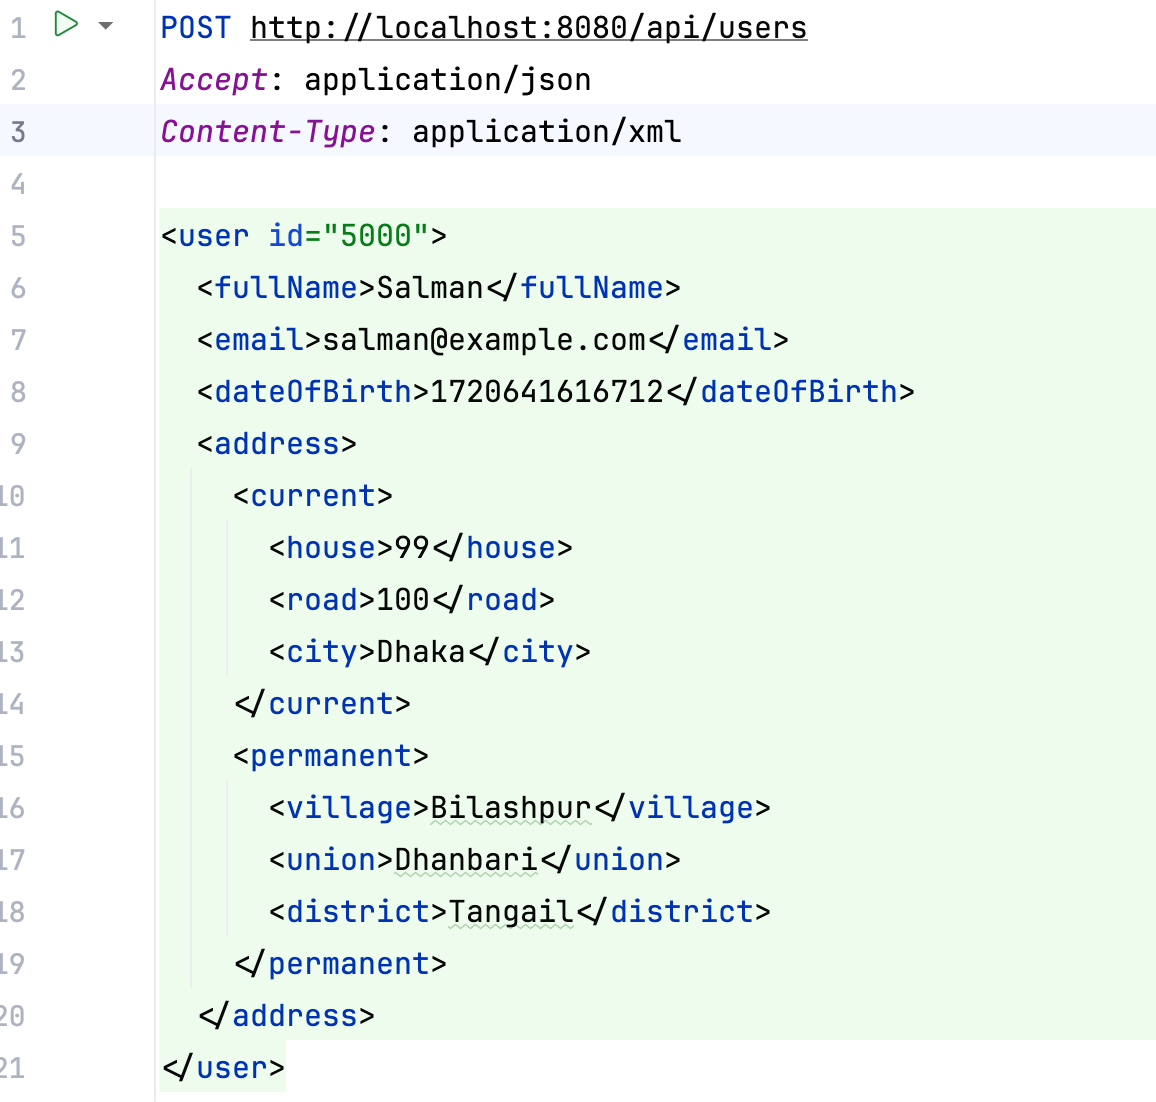 1 POST http://localhost:8080/api/users
2 Accept: application/json
3 Content-Type: application/xml
4
5 <user id="5000">
6 <fullName>Salman</fullName>
7 <email>salman@example.com</email>
8 <dateOfBirth>1720641616712</dateOfBirth>
9 <address>
10 <current>
11 <house>99</house>
12 <road>100</road>
13 <city>Dhaka</city>
14 </current>
15 <permanent>
16 <village>Bilashpur</village>
17 <union>Dhanbari</union>
18 <district>Tangail</district>
19 </permanent>
20 </address>
21 </user>